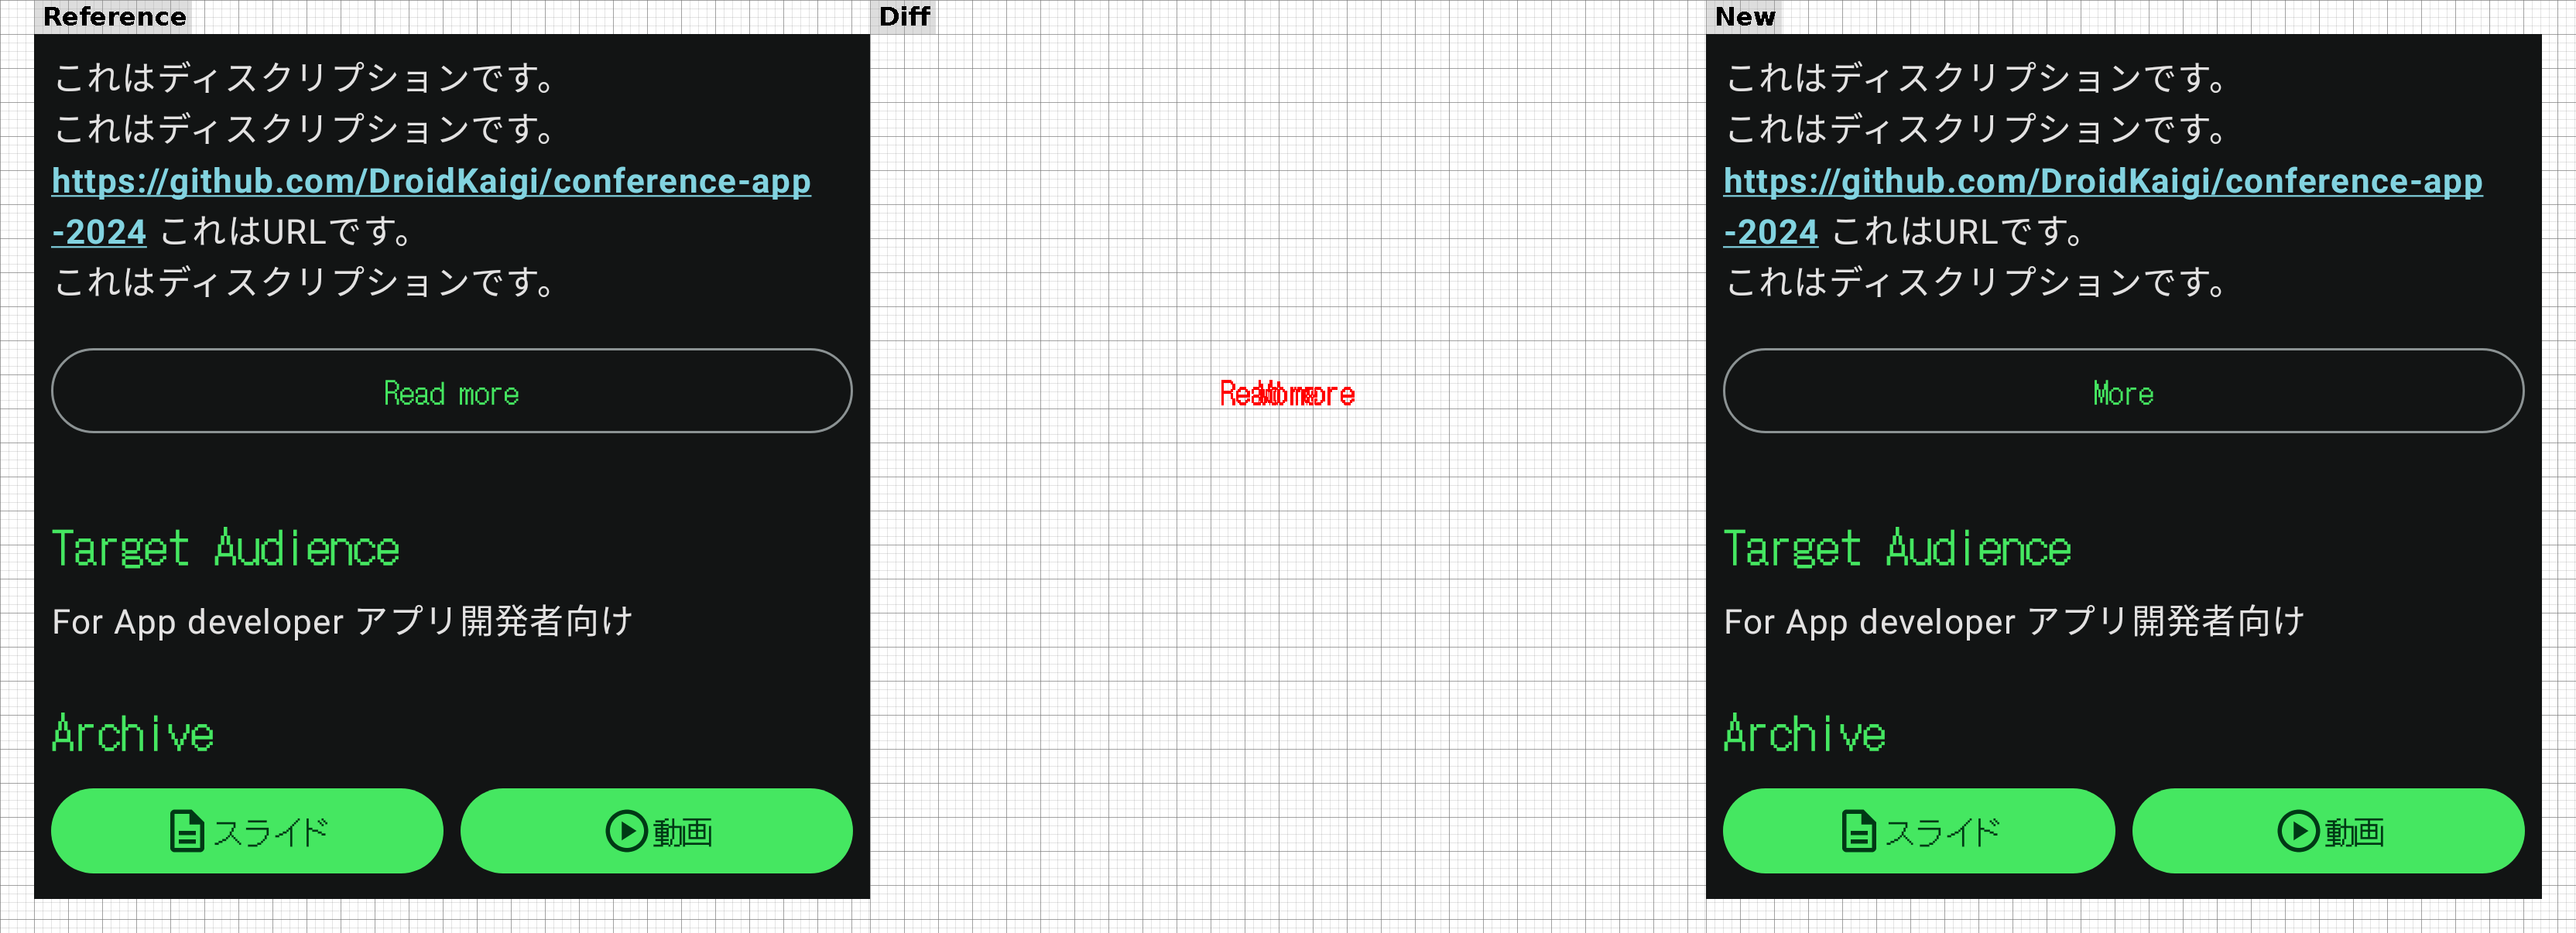 Reference
これはディスクリプションです。
これはディスクリプションです。
https://github.com/DroidKaigi/conference-app
-2024 これはURLです。
これはディスクリプションです。
Read more
Target Audience
For App developer アプリ開発者向け
Archive
スライド
動画
Diff
Read more
More
New
これはディスクリプションです。
これはディスクリプションです。
https://github.com/DroidKaigi/conference-app
-2024 これはURLです。
これはディスクリプションです。
More
Target Audience
For App developer アプリ開発者向け
Archive
スライド
動画